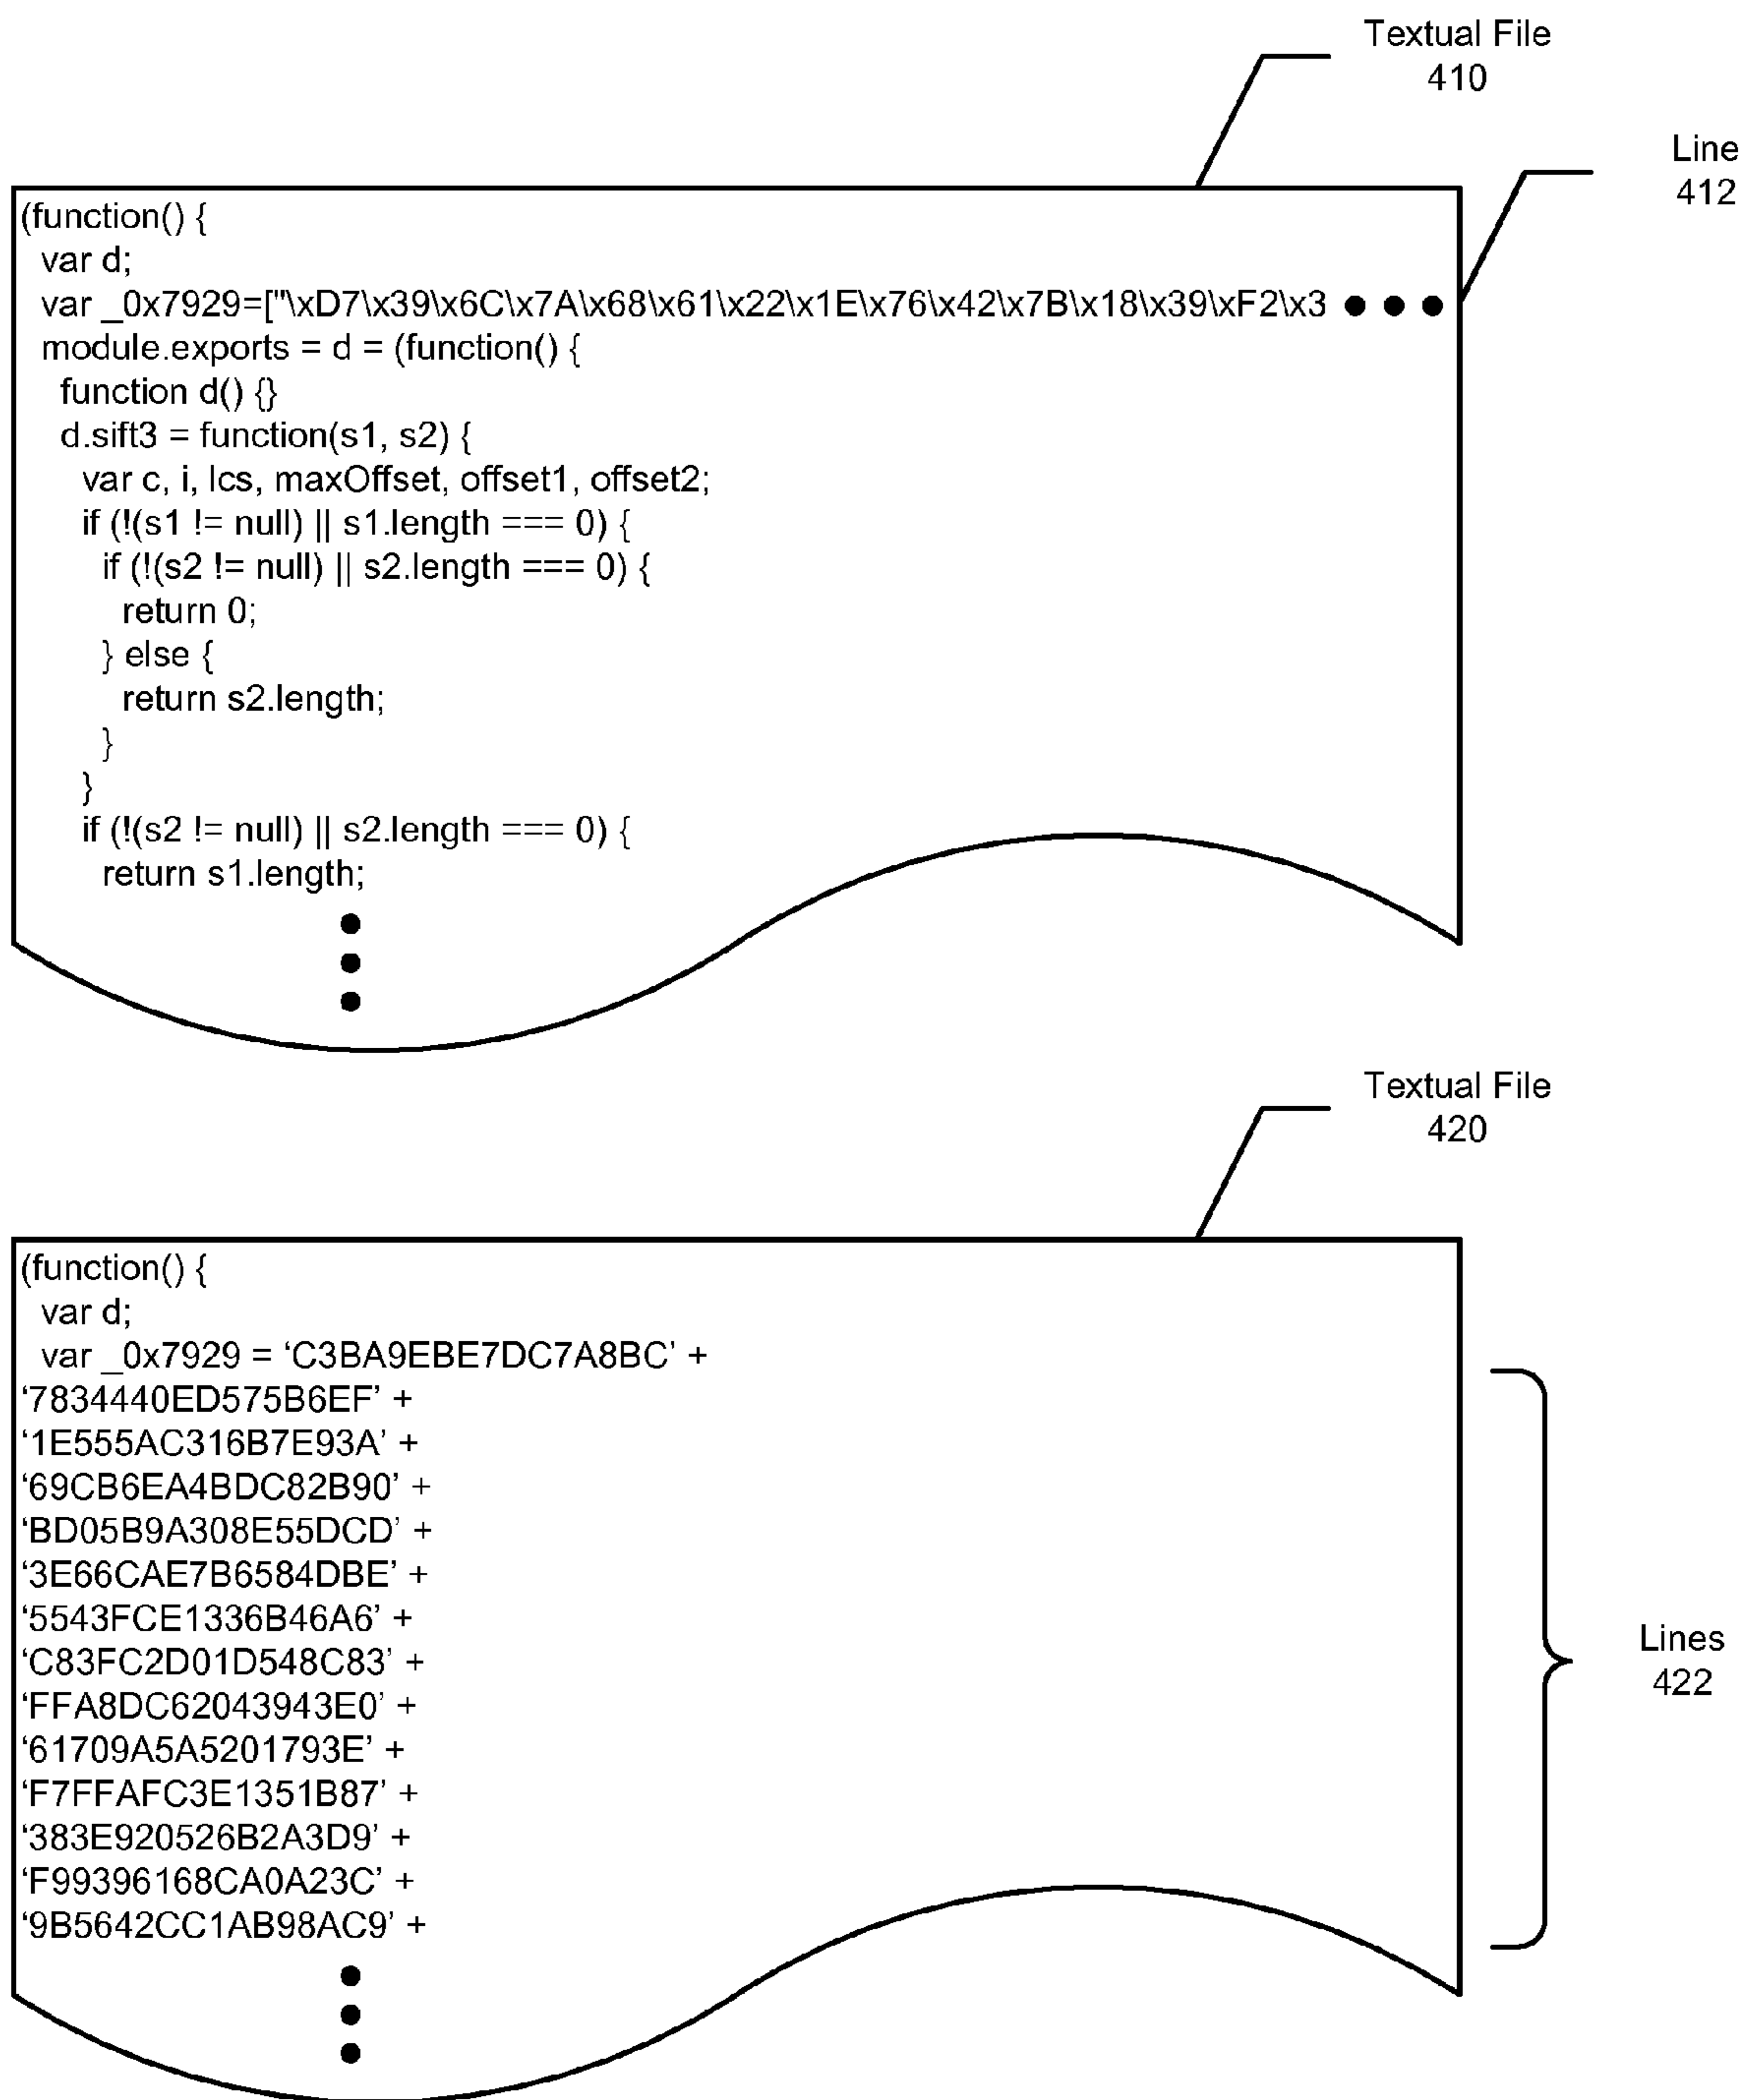 Textual File
410
Line
412
(function() {
var d;
var _0x7929=["\xD7\x39\x6C\x7A\x68\x61\x22\x1E\x76\x42\x7B\x18\x39\xF2\x3 ● ● ●
module.exports = d = (function() {
function d() {}
d.sift3 = function(s1, s2) {
var c, i, lcs, maxOffset, offset1, offset2;
if (!(s1 != null) || s1.length === 0) {
if (!(s2 != null) || s2.length === 0) {
return 0;
} else {
return s2.length;
}
}
if (!(s2 != null) || s2.length === 0) {
return s1.length;
Textual File
420
(function() {
var d;
var _0x7929 = ‘C3BA9EBE7DC7A8BC’ +
‘7834440ED575B6EF’ +
‘1E555AC316B7E93A’ +
‘69CB6EA4BDC82B90’ +
‘BD05B9A308E55DCD’ +
‘3E66CAE7B6584DBE’ +
‘5543FCE1336B46A6’ +
‘C83FC2D01D548C83’ +
‘FFA8DC62043943E0’ +
‘61709A5A5201793E’ +
‘F7FFAFC3E1351B87’ +
‘383E920526B2A3D9’ +
‘F99396168CA0A23C’ +
‘9B5642CC1AB98AC9’ +
Lines
422